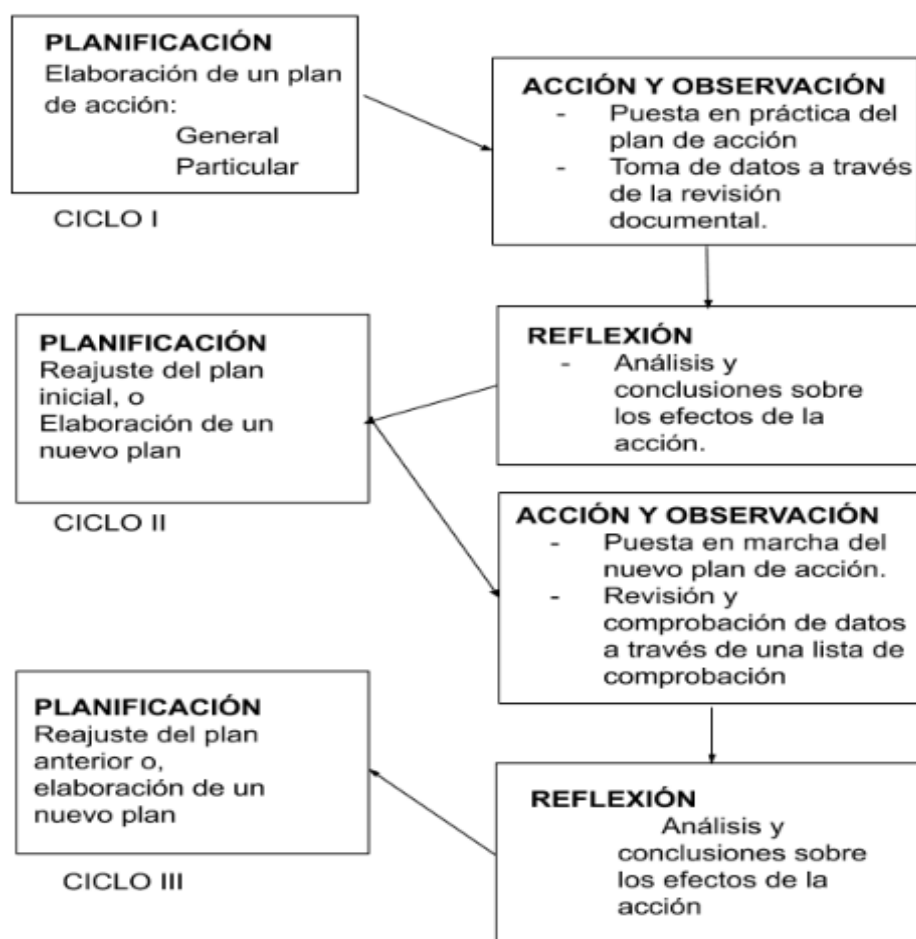 PLANIFICACIÓN
Elaboración de un plan
de acción:
General
Particular
CICLO I
ACCIÓN Y OBSERVACIÓN
- Puesta en práctica del
plan de acción
- Toma de datos a través
de la revisión
documental.
REFLEXIÓN
- Análisis y
conclusiones sobre
los efectos de la
acción.
PLANIFICACIÓN
Reajuste del plan
inicial, o
Elaboración de un
nuevo plan
CICLO II
ACCIÓN Y OBSERVACIÓN
- Puesta en marcha del
nuevo plan de acción.
- Revisión y
comprobación de datos
a través de una lista de
comprobación
REFLEXIÓN
Análisis y
conclusiones sobre
los efectos de la
acción
PLANIFICACIÓN
Reajuste del plan
anterior o,
elaboración de un
nuevo plan
CICLO III